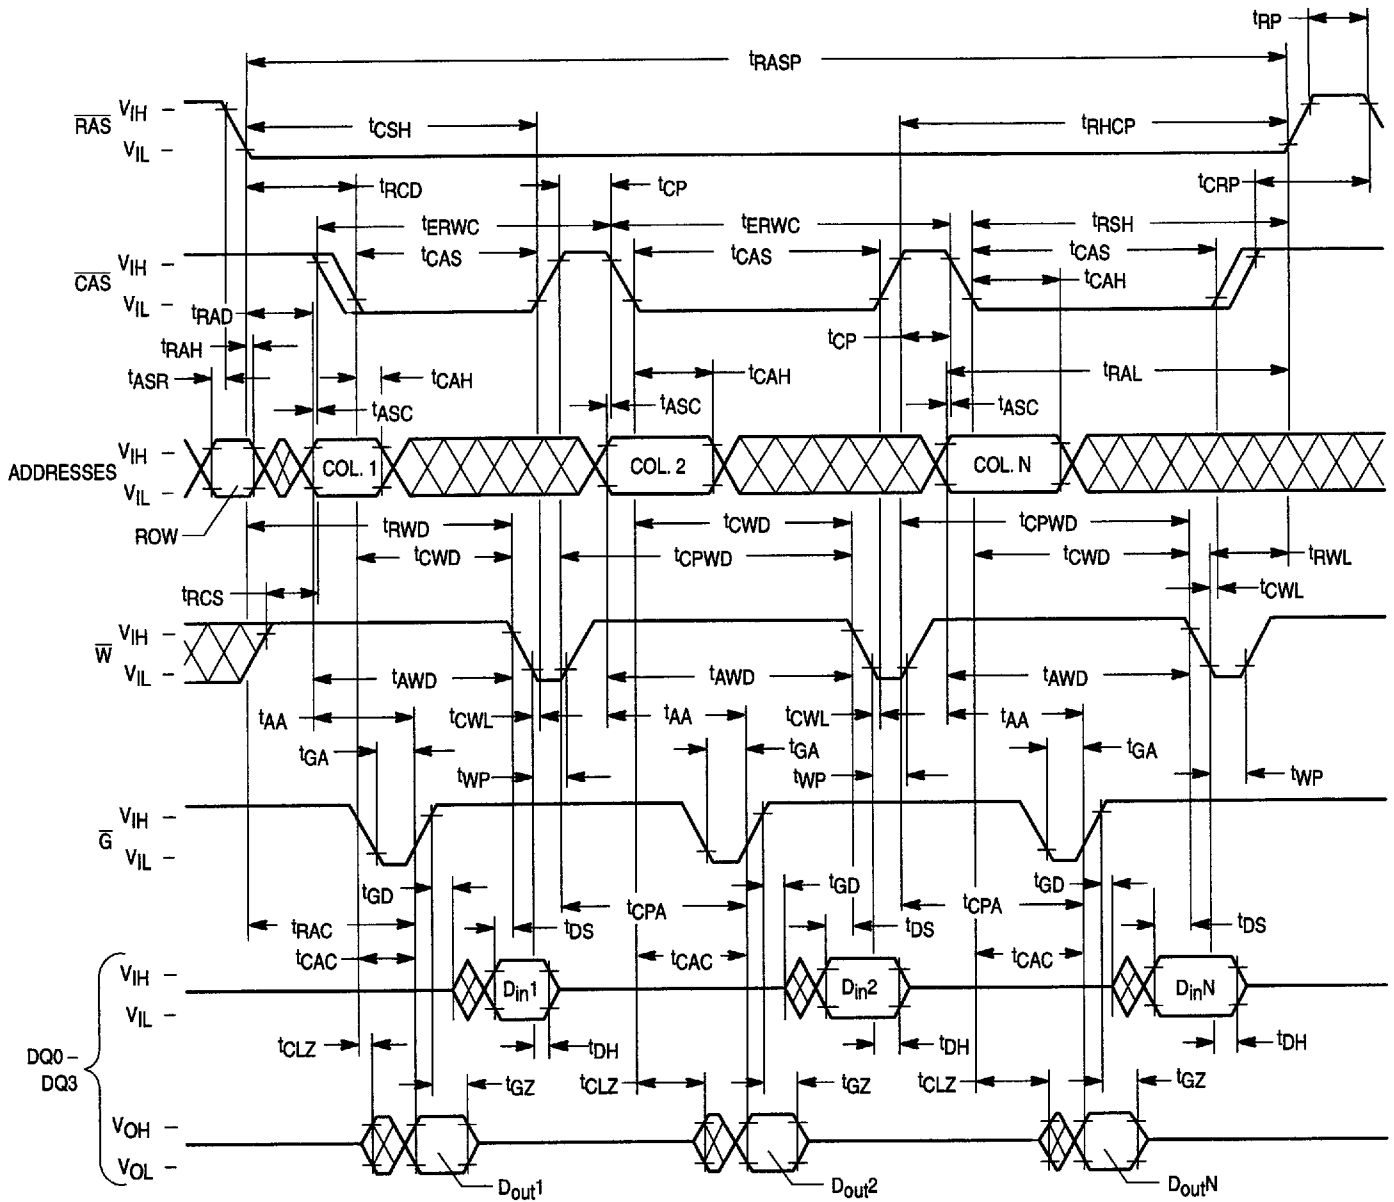 tRP
tRASP
RAS VIH VIL
tCSH tRHCP
tRCD tCP tCRP
tERWC tERWC tRSH
CAS VIH VIL
tCAS tCAS tCAS
tCAH
tRAD
tCP
tRAH
tASR tCAH tCAH tRAL
tASC tASC tASC
ADDRESSES VIH VIL
COL. 1 COL. 2 COL. N
ROW
tRWD tCWD tCPWD
tCWD tCPWD tCWD tRWL
tRCS tCWL
W VIH VIL
tAWD tAWD tAWD
tAA tCWL tAA tCWL tAA
tGA tGA tGA
tWP tWP tWP
G VIH VIL
tGD tGD tGD
tCPA tCPA
tRAC tDS tDS tDS
tCAC tCAC tCAC
DQ0 – DQ3
VIH VIL
Din1 Din2 DinN
tCLZ tDH tDH tDH
tGZ tCLZ tGZ tCLZ tGZ
VOH VOL
Dout1 Dout2 DoutN